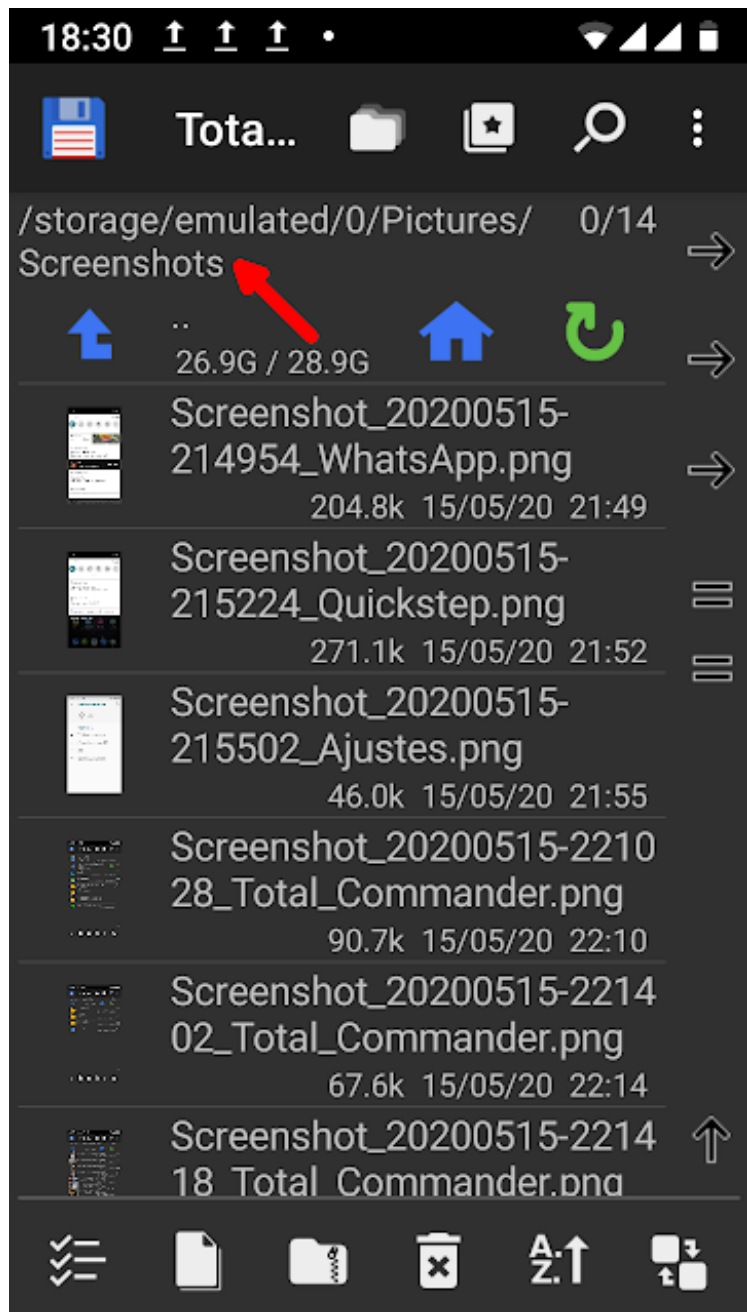 18:30
Tota...
/storage/emulated/0/Pictures/ 0/14
Screenshots
..
26.9G / 28.9G
Screenshot_20200515-
214954_WhatsApp.png
204.8k 15/05/20 21:49
Screenshot_20200515-
215224_Quickstep.png
271.1k 15/05/20 21:52
Screenshot_20200515-
215502_Ajustes.png
46.0k 15/05/20 21:55
Screenshot_20200515-2210
28_Total_Commander.png
90.7k 15/05/20 22:10
Screenshot_20200515-2214
02_Total_Commander.png
67.6k 15/05/20 22:14
Screenshot_20200515-2214
18_Total_Commander.png
A.
Z.